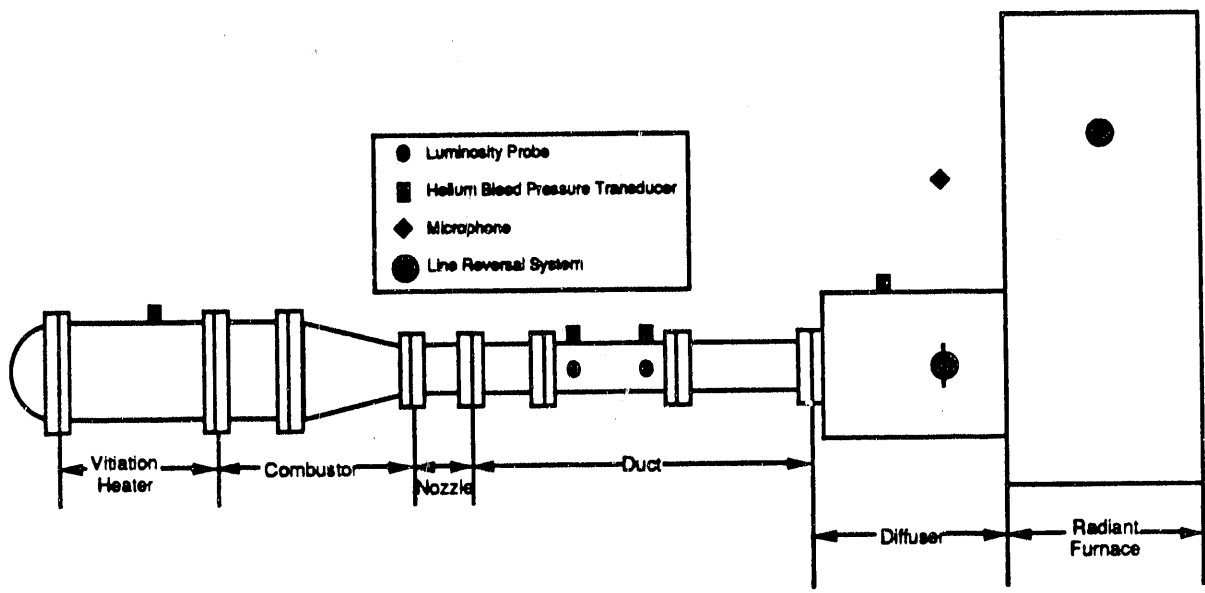 Luminosity Probe
Helium Bleed Pressure Transducer
Microphone
Line Reversal System
Vitiation
Heater
Combustor
Nozzle
Duct
Diffuser
Radiant
Furnace